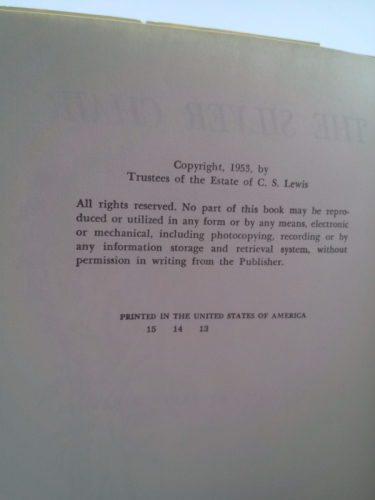 THE SILVER CHAIR
Copyright, 1953, by
Trustees of the Estate of C. S. Lewis
All rights reserved. No part of this book may be repro-
duced or utilized in any form or by any means, electronic
or mechanical, including photocopying, recording or by
any information storage and retrieval system, without
permission in writing from the Publisher.
PRINTED IN THE UNITED STATES OF AMERICA
15 14 13